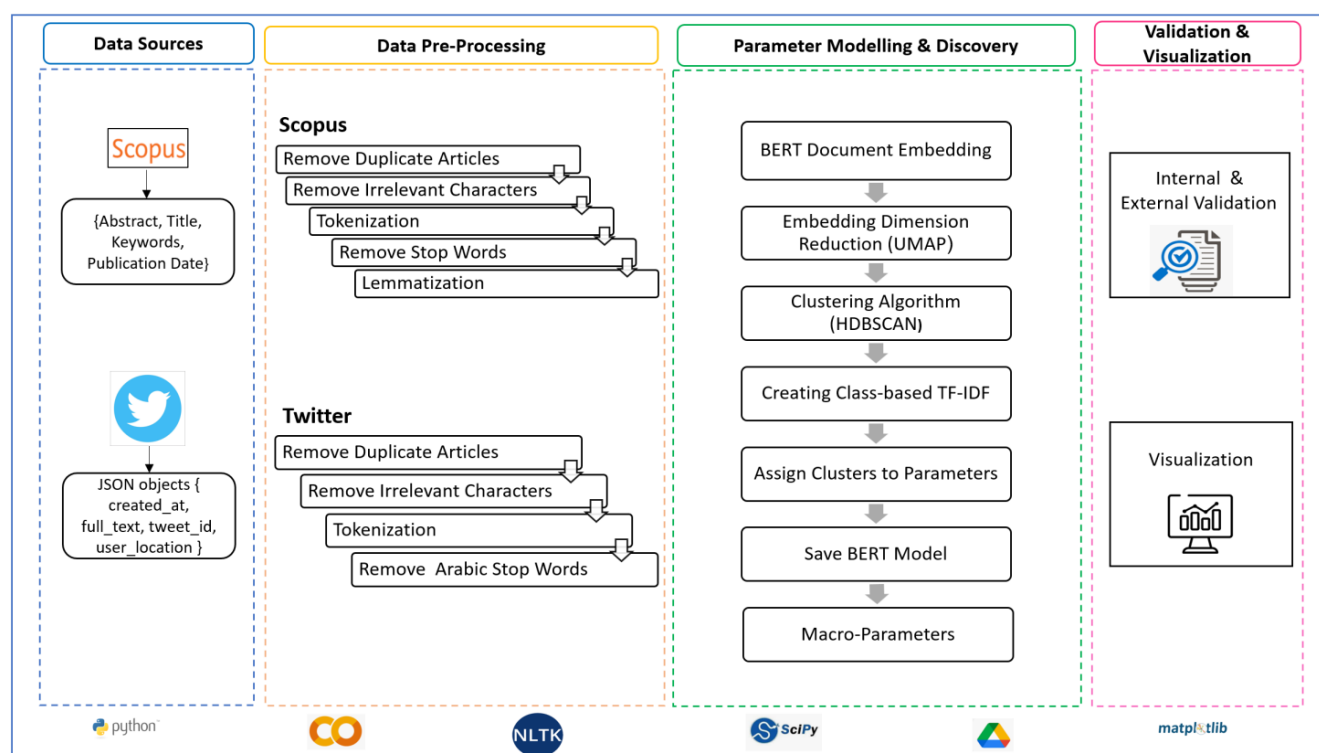 Data Sources
Data Pre-Processing
Parameter Modelling & Discovery
Validation &
Visualization
Scopus
{Abstract, Title,
Keywords,
Publication Date}
JSON objects {
created_at,
full_text, tweet_id,
user_location }
Scopus
Remove Duplicate Articles
Remove Irrelevant Characters
Tokenization
Remove Stop Words
Lemmatization
Twitter
Remove Duplicate Articles
Remove Irrelevant Characters
Tokenization
Remove Arabic Stop Words
BERT Document Embedding
Embedding Dimension
Reduction (UMAP)
Clustering Algorithm
(HDBSCAN)
Creating Class-based TF-IDF
Assign Clusters to Parameters
Save BERT Model
Macro-Parameters
Internal &
External Validation
Visualization
python
NLTK
SciPy
matplotlib